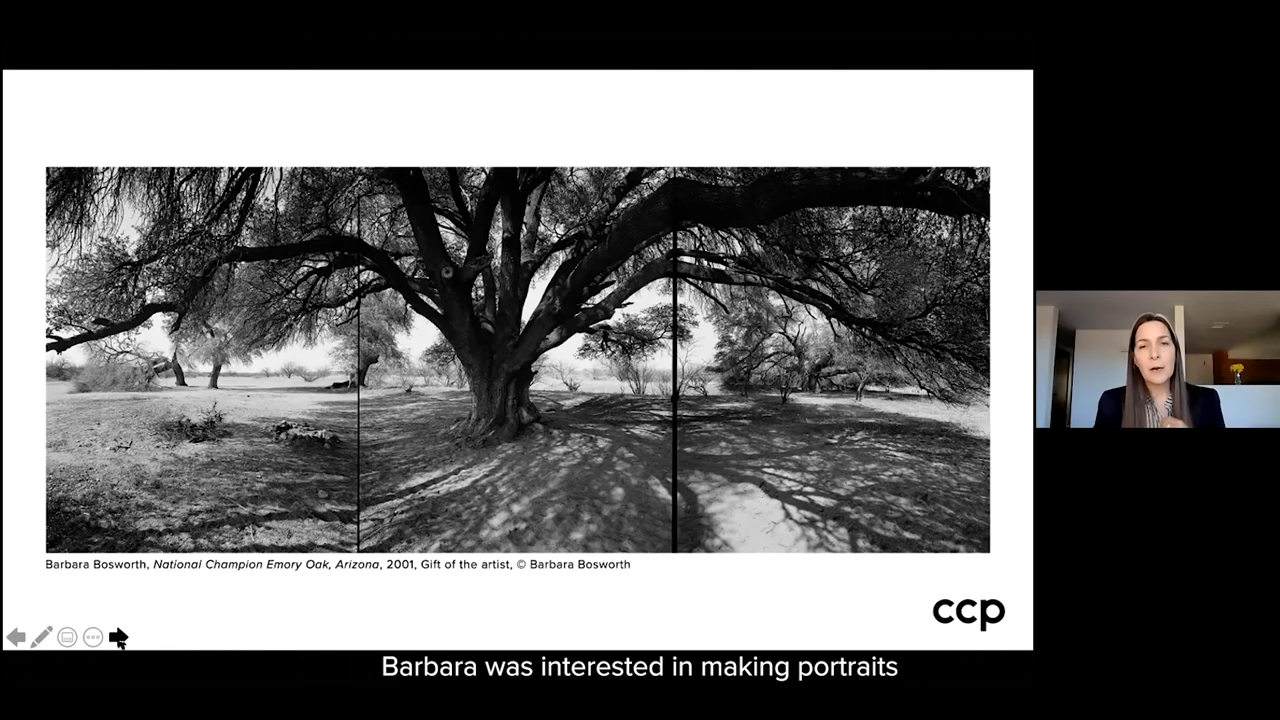 Barbara Bosworth, National Champion Emory Oak, Arizona, 2001, Gift of the artist, © Barbara Bosworth
ccp
Barbara was interested in making portraits